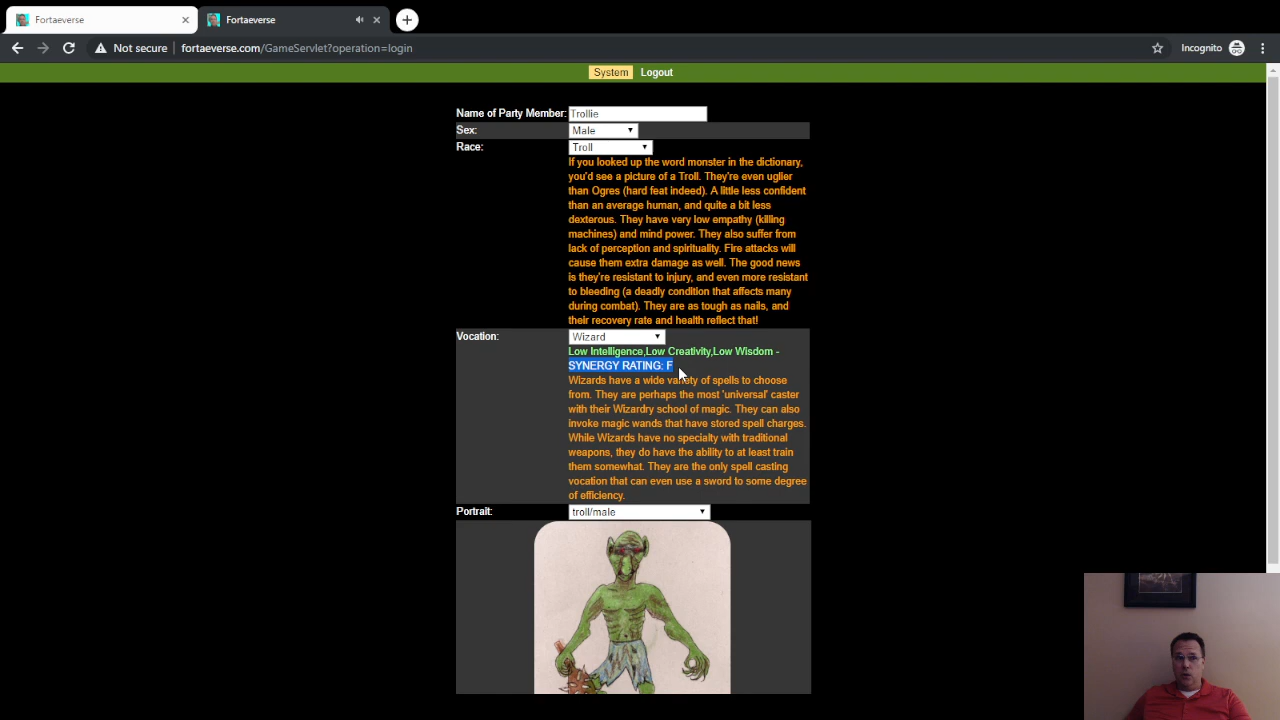 Fortaeverse
Fortaeverse
Not secure fortaeverse.com/GameServlet?operation=login Incognito
System Logout
Name of Party Member: Trollie
Sex: Male
Race: Troll
If you looked up the word monster in the dictionary,
you'd see a picture of a Troll. They're even uglier
than Ogres (hard feat indeed). A little less confident
than an average human, and quite a bit less
dexterous. They have very low empathy (killing
machines) and mind power. They also suffer from
lack of perception and spirituality. Fire attacks will
cause them extra damage as well. The good news
is they're resistant to injury, and even more resistant
to bleeding (a deadly condition that affects many
during combat). They are as tough as nails, and
their recovery rate and health reflect that!
Vocation: Wizard
Low Intelligence,Low Creativity,Low Wisdom -
SYNERGY RATING: F
Wizards have a wide variety of spells to choose
from. They are perhaps the most 'universal' caster
with their Wizardry school of magic. They can also
invoke magic wands that have stored spell charges.
While Wizards have no specialty with traditional
weapons, they do have the ability to at least train
them somewhat. They are the only spell casting
vocation that can even use a sword to some degree
of efficiency.
Portrait: troll/male